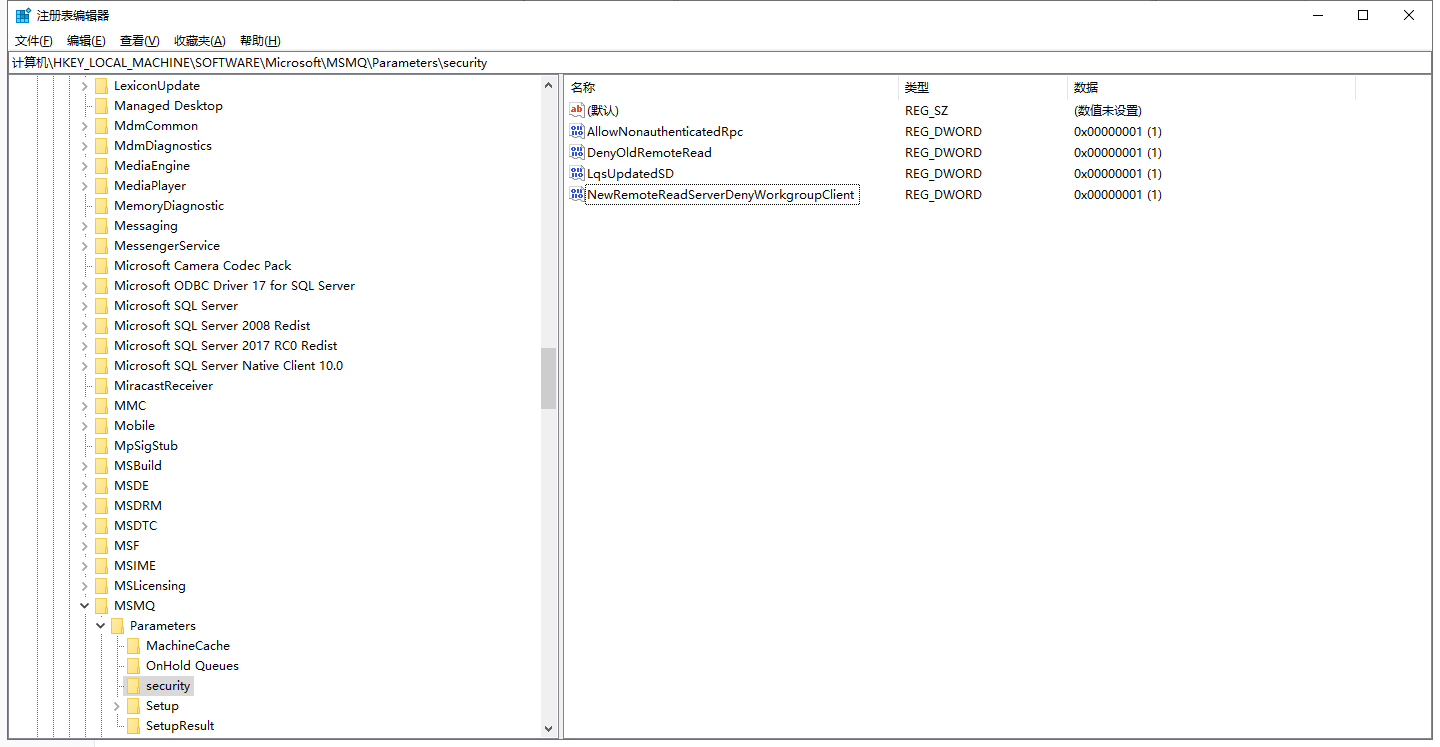 注册表编辑器
文件(F) 编辑(E) 查看(V) 收藏夹(A) 帮助(H)
计算机\HKEY_LOCAL_MACHINE\SOFTWARE\Microsoft\MSMQ\Parameters\security
LexiconUpdate
Managed Desktop
MdmCommon
MdmDiagnostics
MediaEngine
MediaPlayer
MemoryDiagnostic
Messaging
MessengerService
Microsoft Camera Codec Pack
Microsoft ODBC Driver 17 for SQL Server
Microsoft SQL Server
Microsoft SQL Server 2008 Redist
Microsoft SQL Server 2017 RC0 Redist
Microsoft SQL Server Native Client 10.0
MiracastReceiver
MMC
Mobile
MpSigStub
MSBuild
MSDE
MSDRM
MSDTC
MSF
MSIME
MSLicensing
MSMQ
Parameters
MachineCache
OnHold Queues
security
Setup
SetupResult
名称 类型 数据
ab (默认) REG_SZ (数值未设置)
AllowNonauthenticatedRpc REG_DWORD 0x00000001 (1)
DenyOldRemoteRead REG_DWORD 0x00000001 (1)
LqsUpdatedSD REG_DWORD 0x00000001 (1)
NewRemoteReadServerDenyWorkgroupClient REG_DWORD 0x00000001 (1)